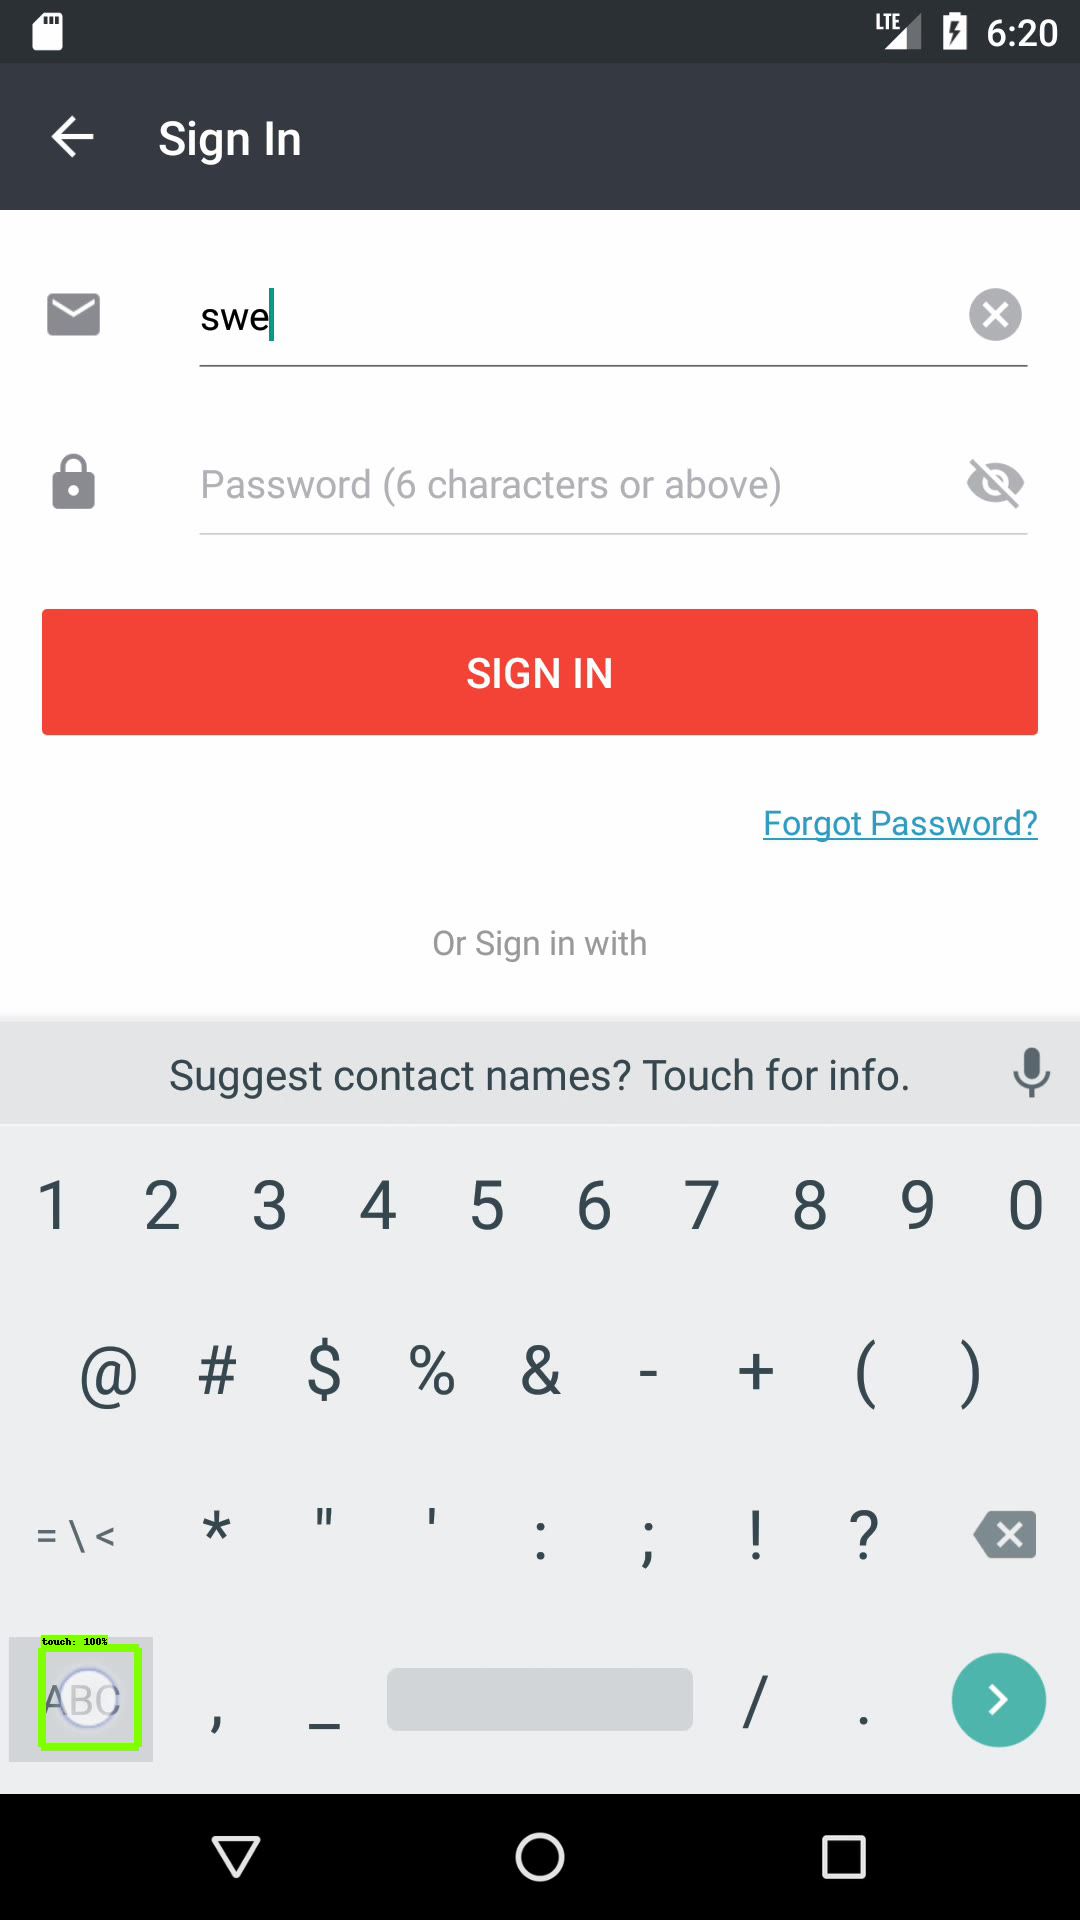 LTE 6:20
Sign In
swe
Password (6 characters or above)
SIGN IN
Forgot Password?
Or Sign in with
Suggest contact names? Touch for info.
1 2 3 4 5 6 7 8 9 0
@ # $ % & - + ( )
= \ < * " ' : ; ! ?
touch: 100%
ABC , _ / .